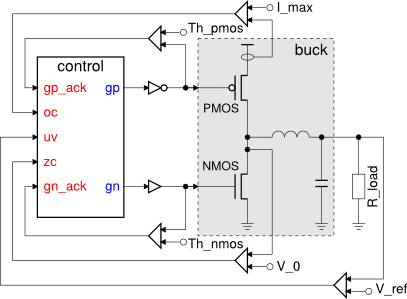 I_max
Th_pmos
buck
control
gp_ack
gp
oc
PMOS
uv
zc
NMOS
gn_ack
gn
R_load
Th_nmos
V_0
V_ref